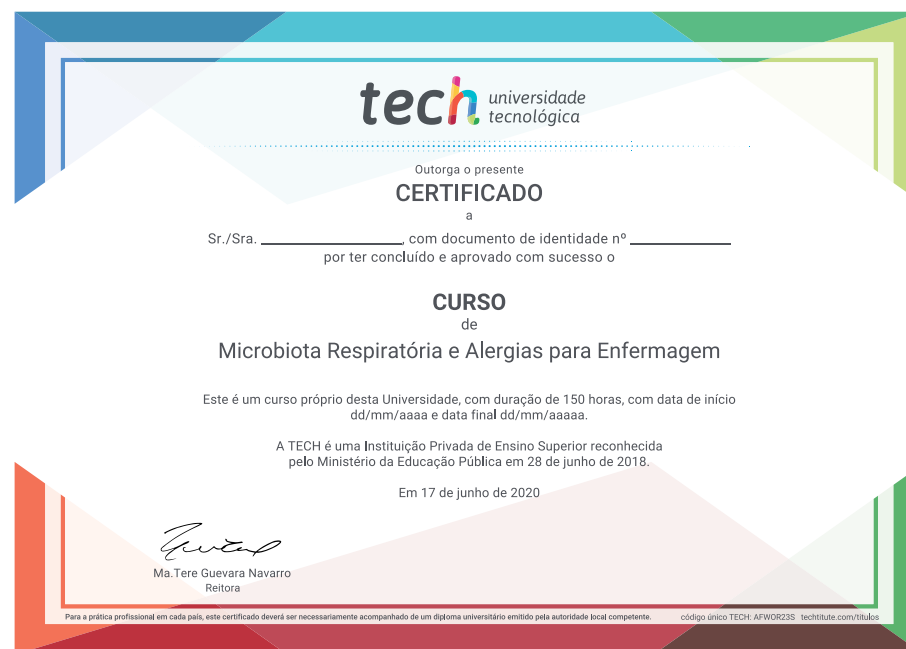 tech universidade
tecnológica
Outorga o presente
CERTIFICADO
a
Sr./Sra. ____________________, com documento de identidade nº ______________
por ter concluído e aprovado com sucesso o
CURSO
de
Microbiota Respiratória e Alergias para Enfermagem
Este é um curso próprio desta Universidade, com duração de 150 horas, com data de início
dd/mm/aaaa e data final dd/mm/aaaaa.
A TECH é uma Instituição Privada de Ensino Superior reconhecida
pelo Ministério da Educação Pública em 28 de junho de 2018.
Em 17 de junho de 2020
Ma.Tere Guevara Navarro
Reitora
Para a prática profissional em cada país, este certificado deverá ser necessariamente acompanhado de um diploma universitário emitido pela autoridade local competente. código único TECH: AFWOR23S techtitute.com/titulos